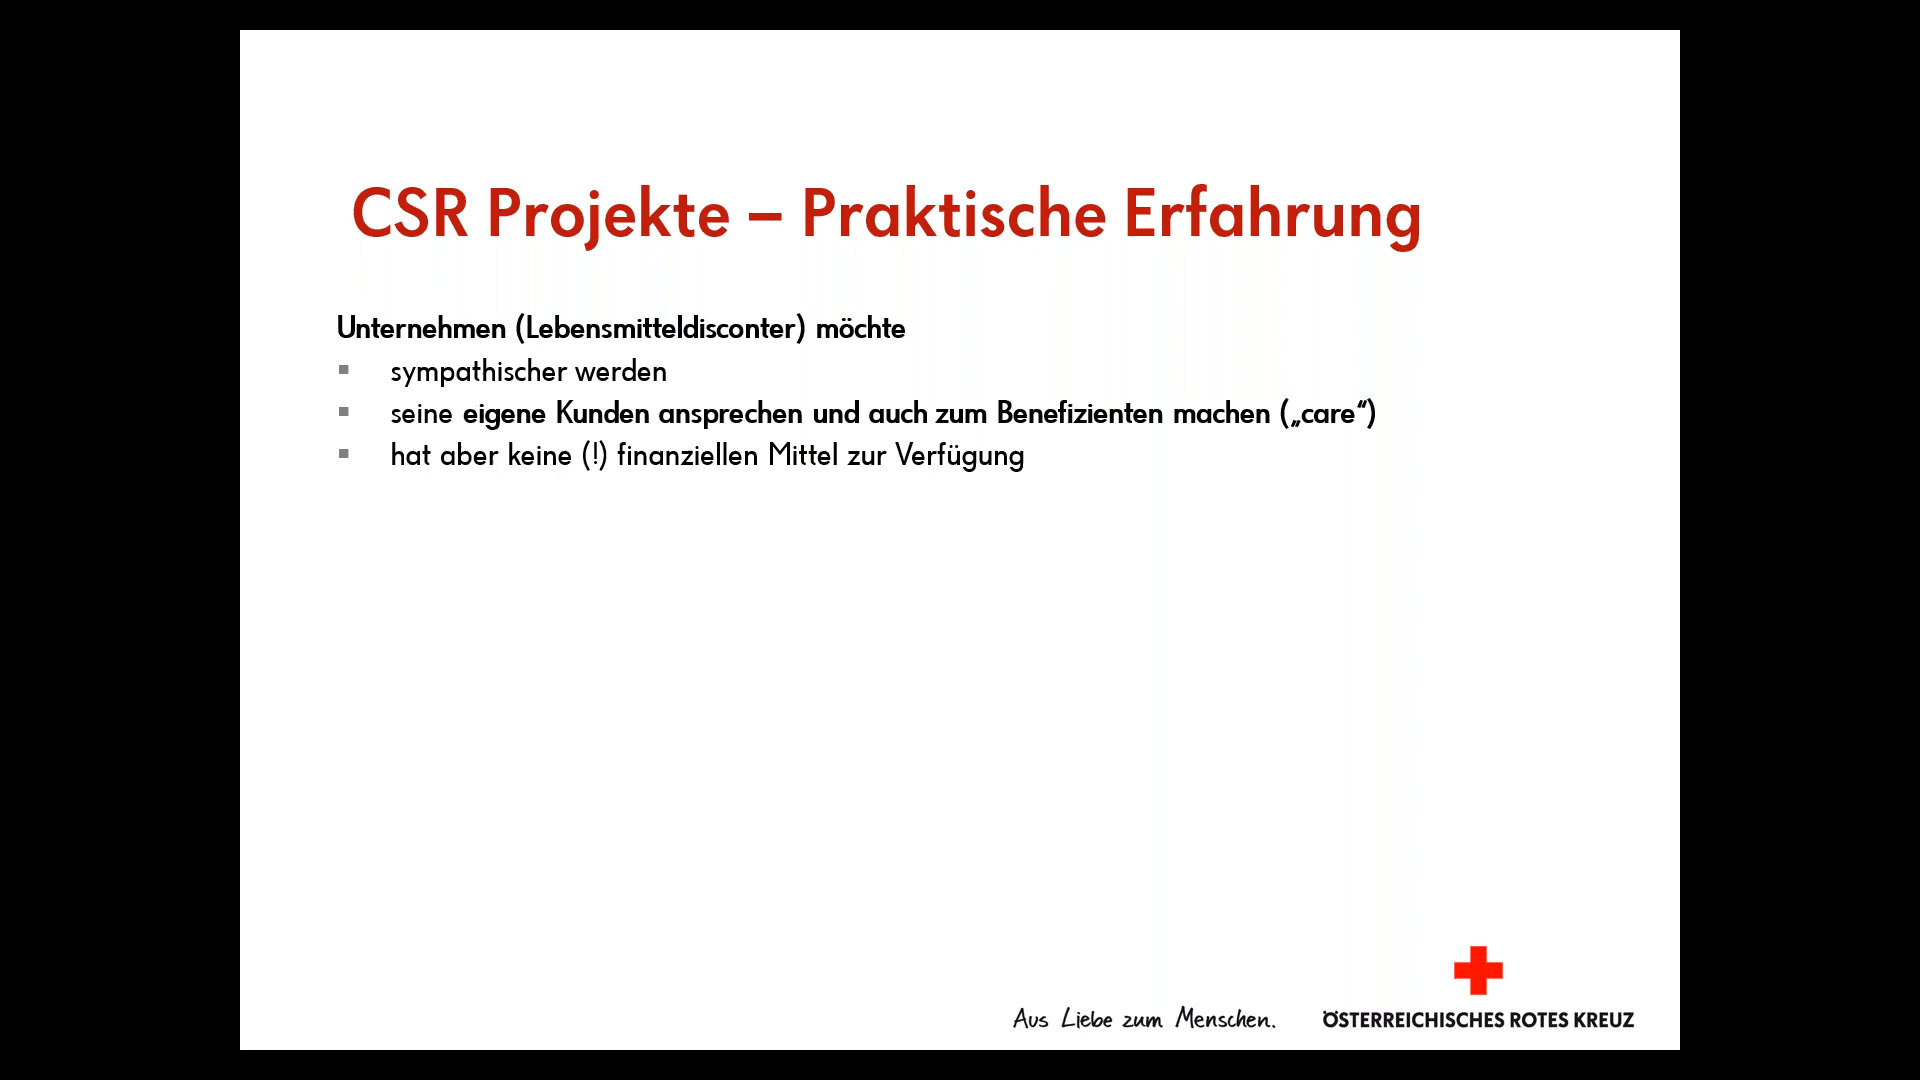 CSR Projekte – Praktische Erfahrung
Unternehmen (Lebensmitteldisconter) möchte
▪ sympathischer werden
▪ seine eigene Kunden ansprechen und auch zum Benefizienten machen („care“)
▪ hat aber keine (!) finanziellen Mittel zur Verfügung
Aus Liebe zum Menschen.
ÖSTERREICHISCHES ROTES KREUZ